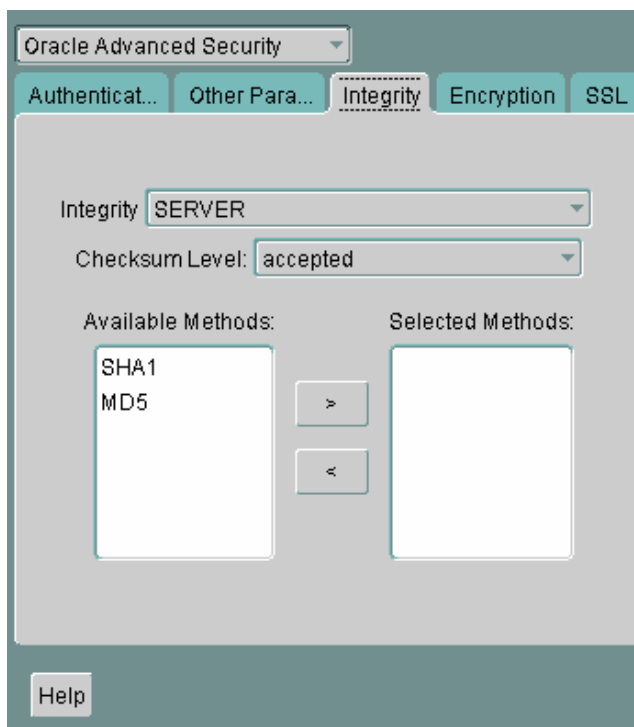 Oracle Advanced Security
Authenticat... Other Para... Integrity Encryption SSL
Integrity SERVER
Checksum Level: accepted
Available Methods: Selected Methods:
SHA1
MD5
>
<
Help